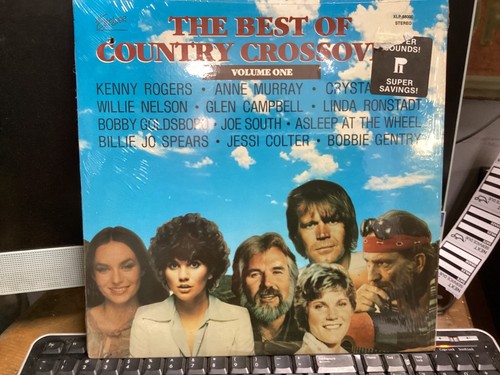 THE BEST OF
COUNTRY CROSSOV
VOLUME ONE
STEREO
SUPER
SAVINGS!
KENNY ROGERS • ANNE MURRAY • CRYSTA
WILLIE NELSON • GLEN CAMPBELL • LINDA RONSTADT
BOBBY GOLDSBORO • JOE SOUTH • ASLEEP AT THE WHEEL
BILLIE JO SPEARS • JESSI COLTER • BOBBIE GENTRY